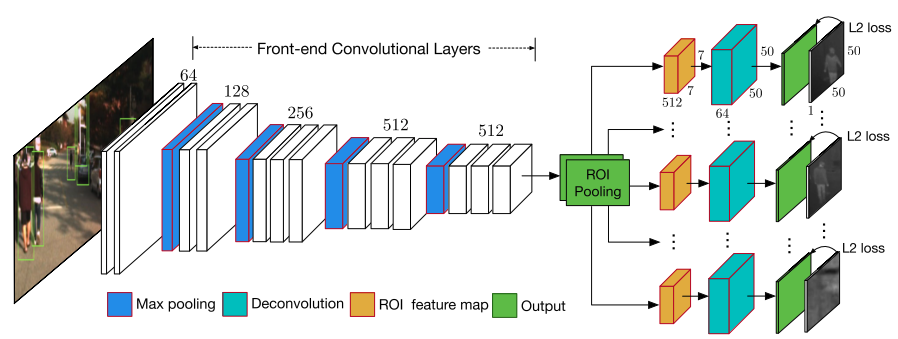 Front-end Convolutional Layers
64
128
256
512
512
ROI
Pooling
7
7
512
50
50
64
L2 loss
50
50
1
L2 loss
L2 loss
Max pooling
Deconvolution
ROI feature map
Output